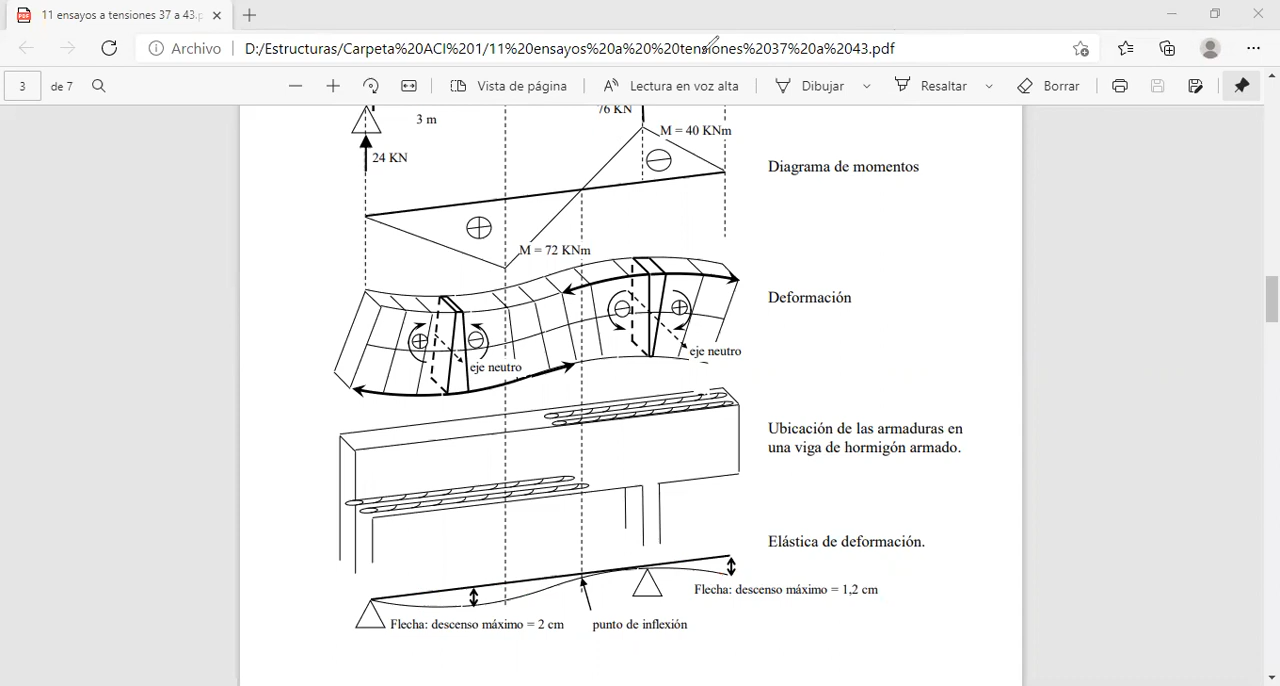 11 ensayos a tensiones 37 a 43.p
Archivo D:/Estructuras/Carpeta%20ACI%201/11%20ensayos%20a%20%20tensiones%2037%20a%2043.pdf
3 de 7 Vista de página Lectura en voz alta Dibujar Resaltar Borrar
76 KN
3 m
M = 40 KNm
24 KN
Diagrama de momentos
M = 72 KNm
Deformación
eje neutro
eje neutro
Ubicación de las armaduras en
una viga de hormigón armado.
Elástica de deformación.
Flecha: descenso máximo = 1,2 cm
Flecha: descenso máximo = 2 cm
punto de inflexión